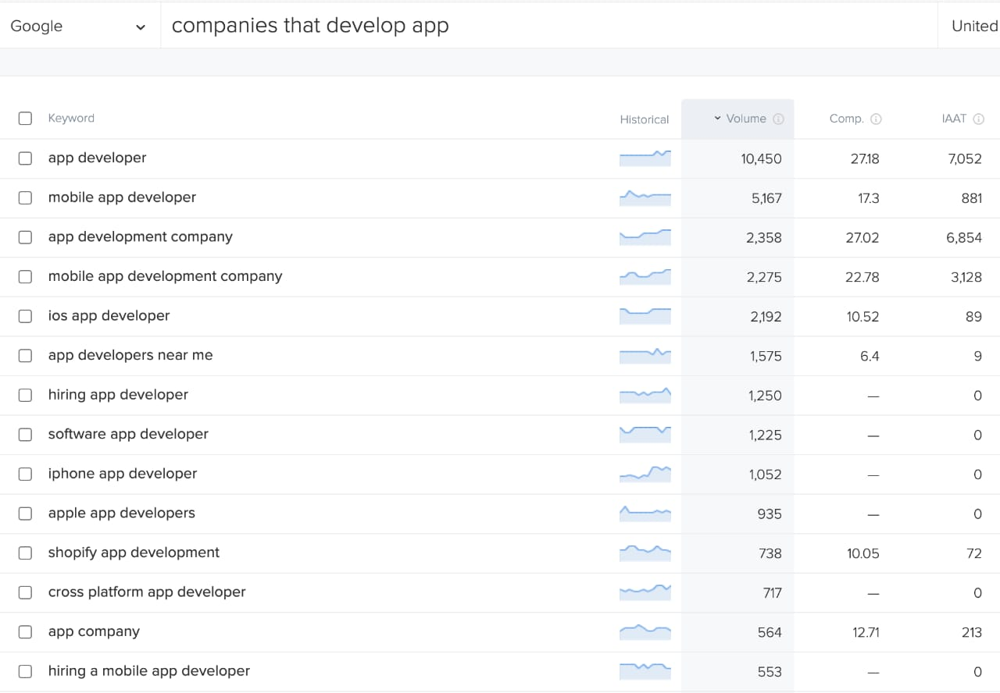 Google companies that develop app United
Keyword Historical Volume Comp. IAAT
app developer 10,450 27.18 7,052
mobile app developer 5,167 17.3 881
app development company 2,358 27.02 6,854
mobile app development company 2,275 22.78 3,128
ios app developer 2,192 10.52 89
app developers near me 1,575 6.4 9
hiring app developer 1,250 — 0
software app developer 1,225 — 0
iphone app developer 1,052 — 0
apple app developers 935 — 0
shopify app development 738 10.05 72
cross platform app developer 717 — 0
app company 564 12.71 213
hiring a mobile app developer 553 — 0